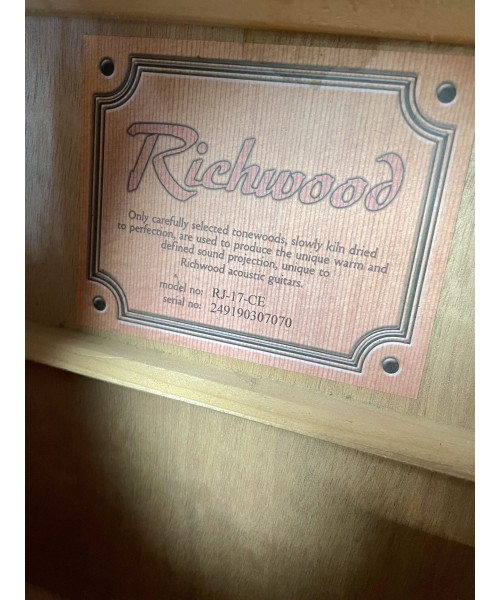 Richwood
Only carefully selected tonewoods, slowly kiln dried
to perfection, are used to produce the unique warm and
defined sound projection, unique to
Richwood acoustic guitars.
model no: RJ-17-CE
serial no: 249190307070